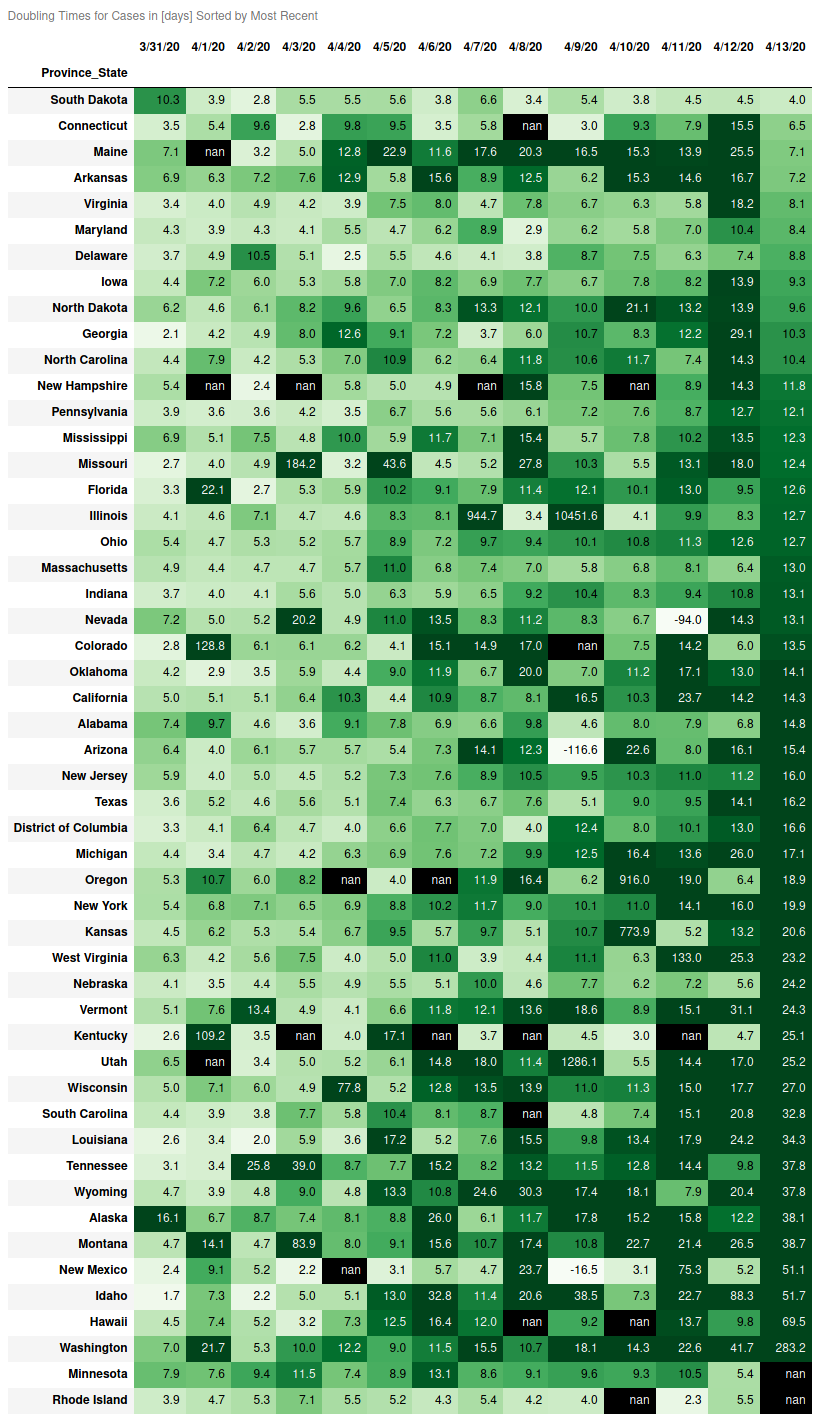 Doubling Times for Cases in [days] Sorted by Most Recent
3/31/20 4/1/20 4/2/20 4/3/20 4/4/20 4/5/20 4/6/20 4/7/20 4/8/20 4/9/20 4/10/20 4/11/20 4/12/20 4/13/20
Province_State
South Dakota 10.3 3.9 2.8 5.5 5.5 5.6 3.8 6.6 3.4 5.4 3.8 4.5 4.5 4.0
Connecticut 3.5 5.4 9.6 2.8 9.8 9.5 3.5 5.8 nan 3.0 9.3 7.9 15.5 6.5
Maine 7.1 nan 3.2 5.0 12.8 22.9 11.6 17.6 20.3 16.5 15.3 13.9 25.5 7.1
Arkansas 6.9 6.3 7.2 7.6 12.9 5.8 15.6 8.9 12.5 6.2 15.3 14.6 16.7 7.2
Virginia 3.4 4.0 4.9 4.2 3.9 7.5 8.0 4.7 7.8 6.7 6.3 5.8 18.2 8.1
Maryland 4.3 3.9 4.3 4.1 5.5 4.7 6.2 8.9 2.9 6.2 5.8 7.0 10.4 8.4
Delaware 3.7 4.9 10.5 5.1 2.5 5.5 4.6 4.1 3.8 8.7 7.5 6.3 7.4 8.8
Iowa 4.4 7.2 6.0 5.3 5.8 7.0 8.2 6.9 7.7 6.7 7.8 8.2 13.9 9.3
North Dakota 6.2 4.6 6.1 8.2 9.6 6.5 8.3 13.3 12.1 10.0 21.1 13.2 13.9 9.6
Georgia 2.1 4.2 4.9 8.0 12.6 9.1 7.2 3.7 6.0 10.7 8.3 12.2 29.1 10.3
North Carolina 4.4 7.9 4.2 5.3 7.0 10.9 6.2 6.4 11.8 10.6 11.7 7.4 14.3 10.4
New Hampshire 5.4 nan 2.4 nan 5.8 5.0 4.9 nan 15.8 7.5 nan 8.9 14.3 11.8
Pennsylvania 3.9 3.6 3.6 4.2 3.5 6.7 5.6 5.6 6.1 7.2 7.6 8.7 12.7 12.1
Mississippi 6.9 5.1 7.5 4.8 10.0 5.9 11.7 7.1 15.4 5.7 7.8 10.2 13.5 12.3
Missouri 2.7 4.0 4.9 184.2 3.2 43.6 4.5 5.2 27.8 10.3 5.5 13.1 18.0 12.4
Florida 3.3 22.1 2.7 5.3 5.9 10.2 9.1 7.9 11.4 12.1 10.1 13.0 9.5 12.6
Illinois 4.1 4.6 7.1 4.7 4.6 8.3 8.1 944.7 3.4 10451.6 4.1 9.9 8.3 12.7
Ohio 5.4 4.7 5.3 5.2 5.7 8.9 7.2 9.7 9.4 10.1 10.8 11.3 12.6 12.7
Massachusetts 4.9 4.4 4.7 4.7 5.7 11.0 6.8 7.4 7.0 5.8 6.8 8.1 6.4 13.0
Indiana 3.7 4.0 4.1 5.6 5.0 6.3 5.9 6.5 9.2 10.4 8.3 9.4 10.8 13.1
Nevada 7.2 5.0 5.2 20.2 4.9 11.0 13.5 8.3 11.2 8.3 6.7 -94.0 14.3 13.1
Colorado 2.8 128.8 6.1 6.1 6.2 4.1 15.1 14.9 17.0 nan 7.5 14.2 6.0 13.5
Oklahoma 4.2 2.9 3.5 5.9 4.4 9.0 11.9 6.7 20.0 7.0 11.2 17.1 13.0 14.1
California 5.0 5.1 5.1 6.4 10.3 4.4 10.9 8.7 8.1 16.5 10.3 23.7 14.2 14.3
Alabama 7.4 9.7 4.6 3.6 9.1 7.8 6.9 6.6 9.8 4.6 8.0 7.9 6.8 14.8
Arizona 6.4 4.0 6.1 5.7 5.7 5.4 7.3 14.1 12.3 -116.6 22.6 8.0 16.1 15.4
New Jersey 5.9 4.0 5.0 4.5 5.2 7.3 7.6 8.9 10.5 9.5 10.3 11.0 11.2 16.0
Texas 3.6 5.2 4.6 5.6 5.1 7.4 6.3 6.7 7.6 5.1 9.0 9.5 14.1 16.2
District of Columbia 3.3 4.1 6.4 4.7 4.0 6.6 7.7 7.0 4.0 12.4 8.0 10.1 13.0 16.6
Michigan 4.4 3.4 4.7 4.2 6.3 6.9 7.6 7.2 9.9 12.5 16.4 13.6 26.0 17.1
Oregon 5.3 10.7 6.0 8.2 nan 4.0 nan 11.9 16.4 6.2 916.0 19.0 6.4 18.9
New York 5.4 6.8 7.1 6.5 6.9 8.8 10.2 11.7 9.0 10.1 11.0 14.1 16.0 19.9
Kansas 4.5 6.2 5.3 5.4 6.7 9.5 5.7 9.7 5.1 10.7 773.9 5.2 13.2 20.6
West Virginia 6.3 4.2 5.6 7.5 4.0 5.0 11.0 3.9 4.4 11.1 6.3 133.0 25.3 23.2
Nebraska 4.1 3.5 4.4 5.5 4.9 5.5 5.1 10.0 4.6 7.7 6.2 7.2 5.6 24.2
Vermont 5.1 7.6 13.4 4.9 4.1 6.6 11.8 12.1 13.6 18.6 8.9 15.1 31.1 24.3
Kentucky 2.6 109.2 3.5 nan 4.0 17.1 nan 3.7 nan 4.5 3.0 nan 4.7 25.1
Utah 6.5 nan 3.4 5.0 5.2 6.1 14.8 18.0 11.4 1286.1 5.5 14.4 17.0 25.2
Wisconsin 5.0 7.1 6.0 4.9 77.8 5.2 12.8 13.5 13.9 11.0 11.3 15.0 17.7 27.0
South Carolina 4.4 3.9 3.8 7.7 5.8 10.4 8.1 8.7 nan 4.8 7.4 15.1 20.8 32.8
Louisiana 2.6 3.4 2.0 5.9 3.6 17.2 5.2 7.6 15.5 9.8 13.4 17.9 24.2 34.3
Tennessee 3.1 3.4 25.8 39.0 8.7 7.7 15.2 8.2 13.2 11.5 12.8 14.4 9.8 37.8
Wyoming 4.7 3.9 4.8 9.0 4.8 13.3 10.8 24.6 30.3 17.4 18.1 7.9 20.4 37.8
Alaska 16.1 6.7 8.7 7.4 8.1 8.8 26.0 6.1 11.7 17.8 15.2 15.8 12.2 38.1
Montana 4.7 14.1 4.7 83.9 8.0 9.1 15.6 10.7 17.4 10.8 22.7 21.4 26.5 38.7
New Mexico 2.4 9.1 5.2 2.2 nan 3.1 5.7 4.7 23.7 -16.5 3.1 75.3 5.2 51.1
Idaho 1.7 7.3 2.2 5.0 5.1 13.0 32.8 11.4 20.6 38.5 7.3 22.7 88.3 51.7
Hawaii 4.5 7.4 5.2 3.2 7.3 12.5 16.4 12.0 nan 9.2 nan 13.7 9.8 69.5
Washington 7.0 21.7 5.3 10.0 12.2 9.0 11.5 15.5 10.7 18.1 14.3 22.6 41.7 283.2
Minnesota 7.9 7.6 9.4 11.5 7.4 8.9 13.1 8.6 9.1 9.6 9.3 10.5 5.4 nan
Rhode Island 3.9 4.7 5.3 7.1 5.5 5.2 4.3 5.4 4.2 4.0 nan 2.3 5.5 nan